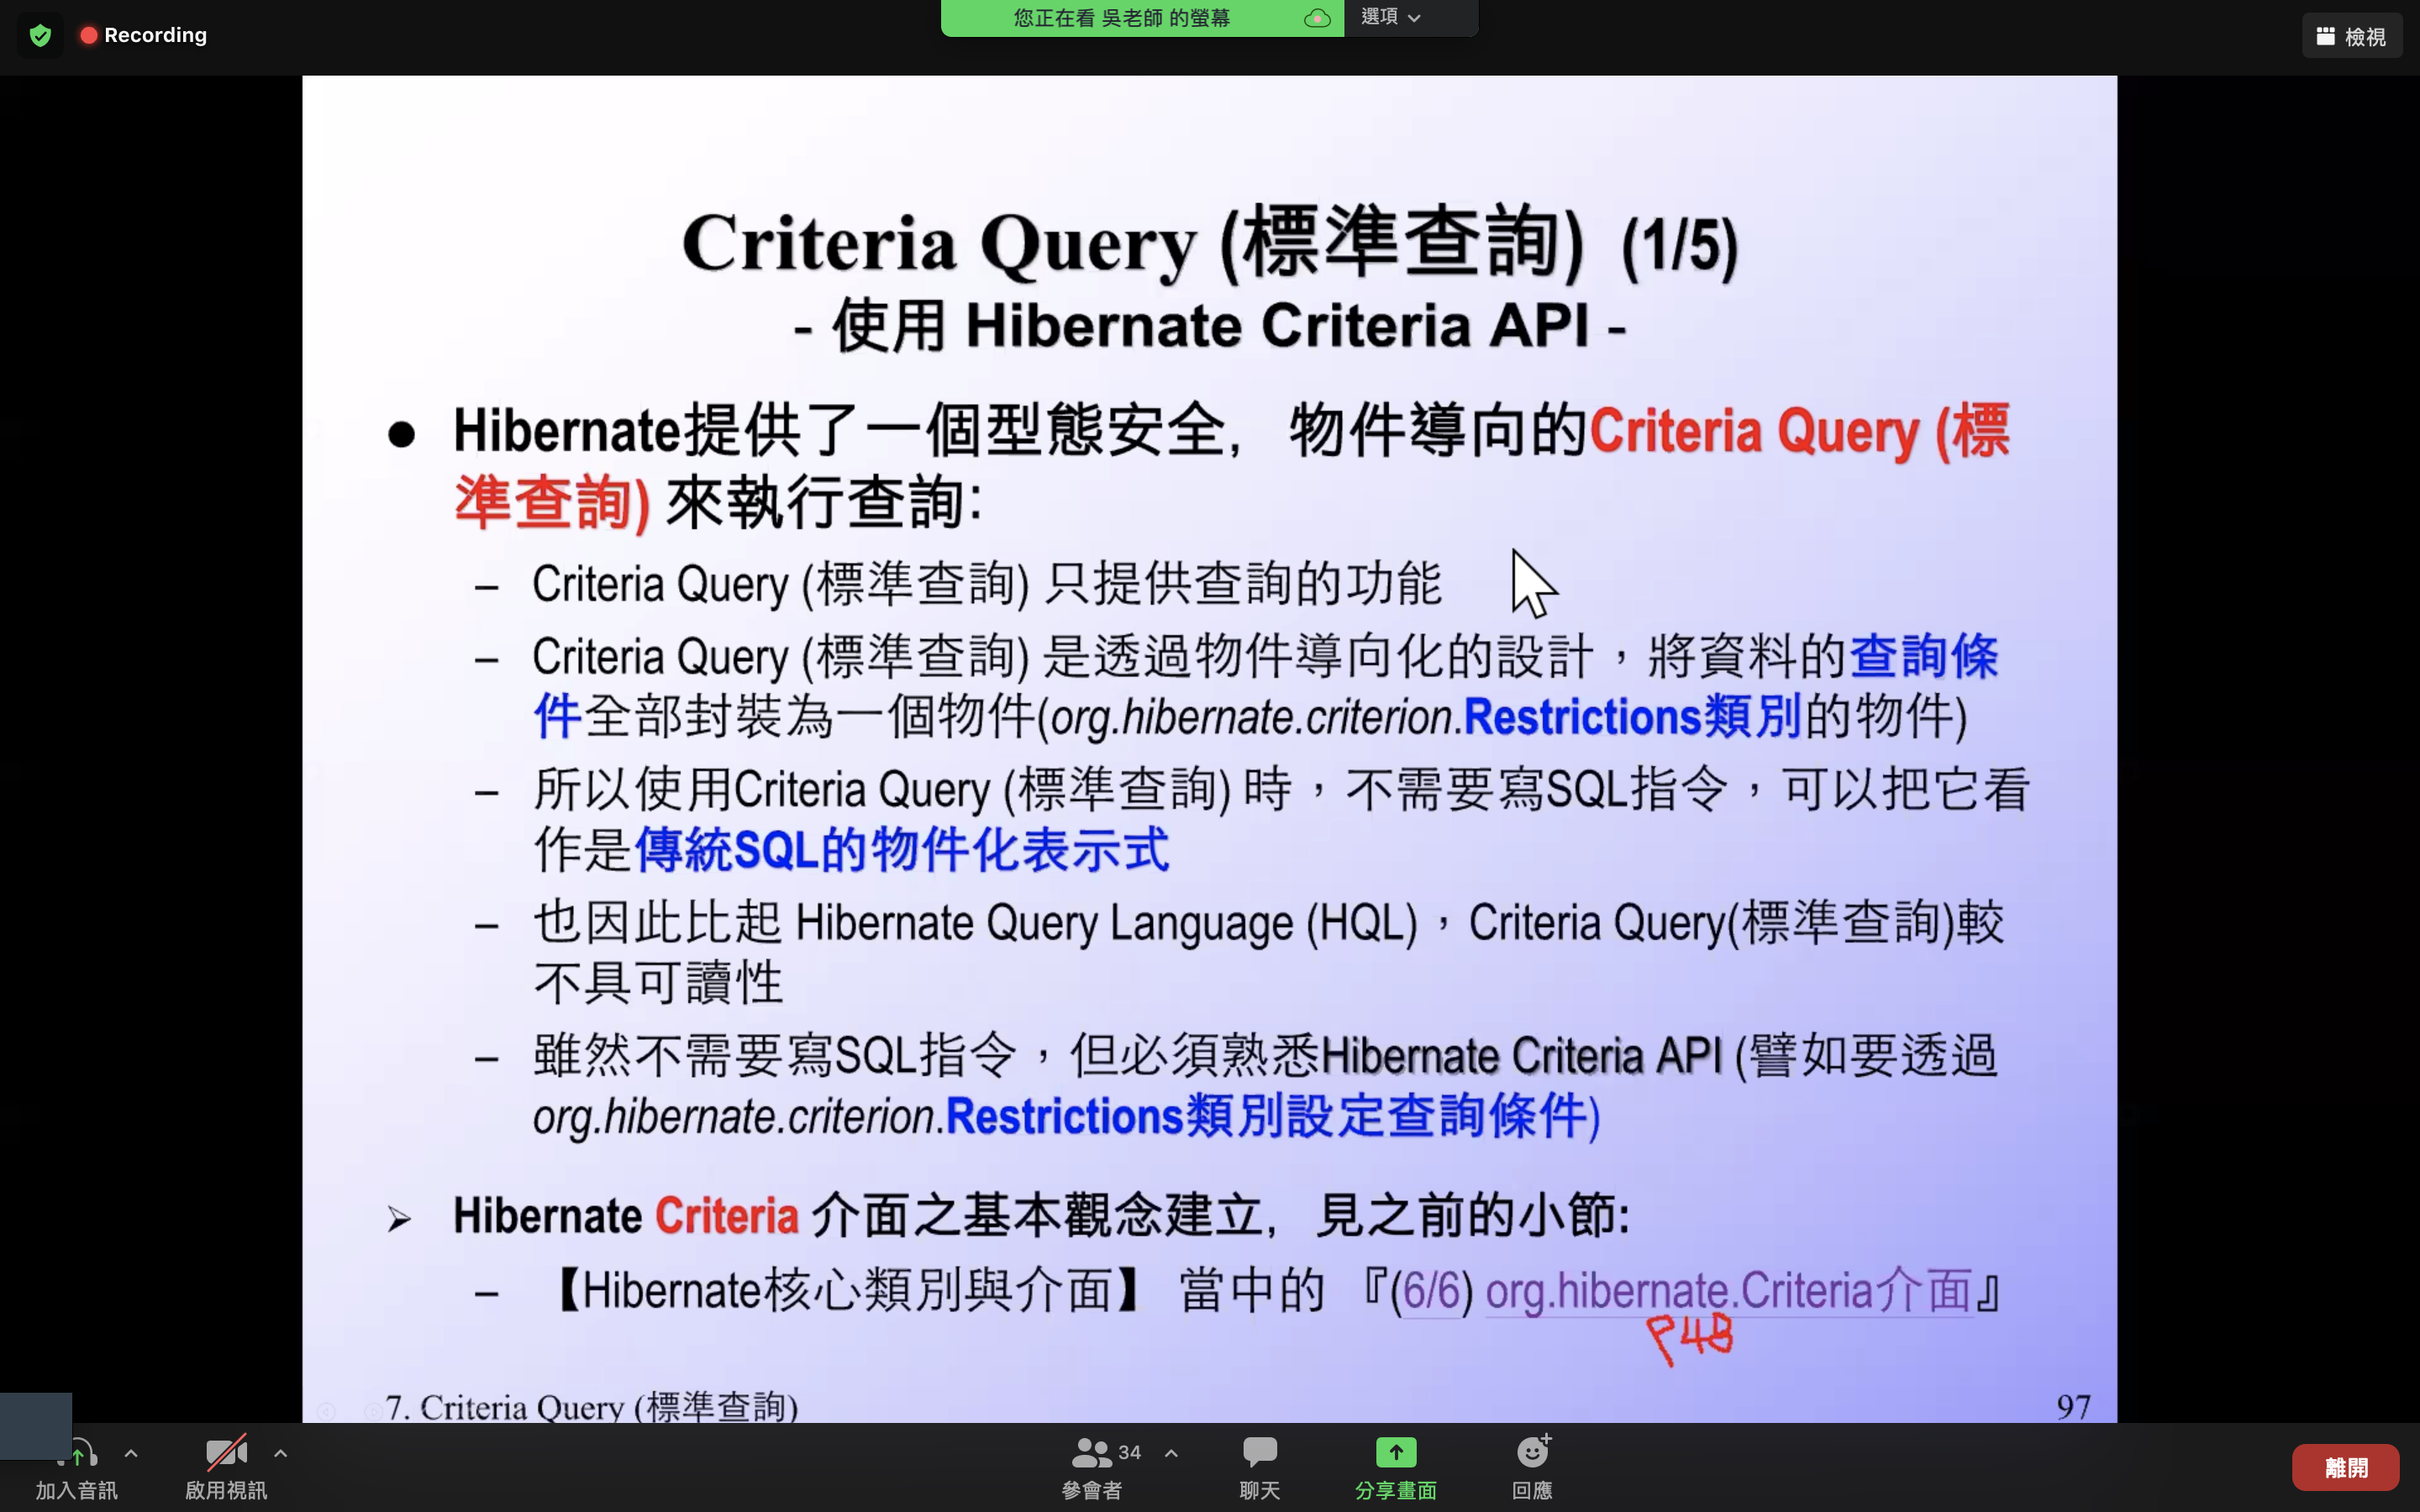 Recording
您正在看 吳老師 的螢幕
選項
檢視
Criteria Query (標準查詢) (1/5)
- 使用 Hibernate Criteria API -
● Hibernate提供了一個型態安全, 物件導向的Criteria Query (標
準查詢) 來執行查詢:
– Criteria Query (標準查詢) 只提供查詢的功能
– Criteria Query (標準查詢) 是透過物件導向化的設計，將資料的查詢條
件全部封裝為一個物件(org.hibernate.criterion.Restrictions類別的物件)
– 所以使用Criteria Query (標準查詢) 時，不需要寫SQL指令，可以把它看
作是傳統SQL的物件化表示式
– 也因此比起 Hibernate Query Language (HQL)，Criteria Query(標準查詢)較
不具可讀性
– 雖然不需要寫SQL指令，但必須熟悉Hibernate Criteria API (譬如要透過
org.hibernate.criterion.Restrictions類別設定查詢條件)
➢ Hibernate Criteria 介面之基本觀念建立, 見之前的小節:
– 【Hibernate核心類別與介面】 當中的 『(6/6) org.hibernate.Criteria介面』
P48
7. Criteria Query (標準查詢)
97
加入音訊
啟用視訊
34
參會者
聊天
分享畫面
回應
離開